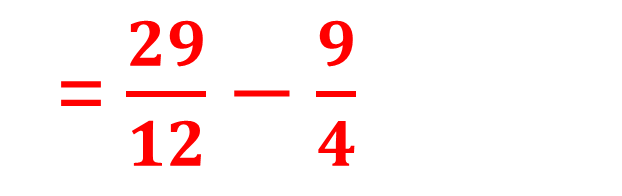 = 29/12 − 9/4